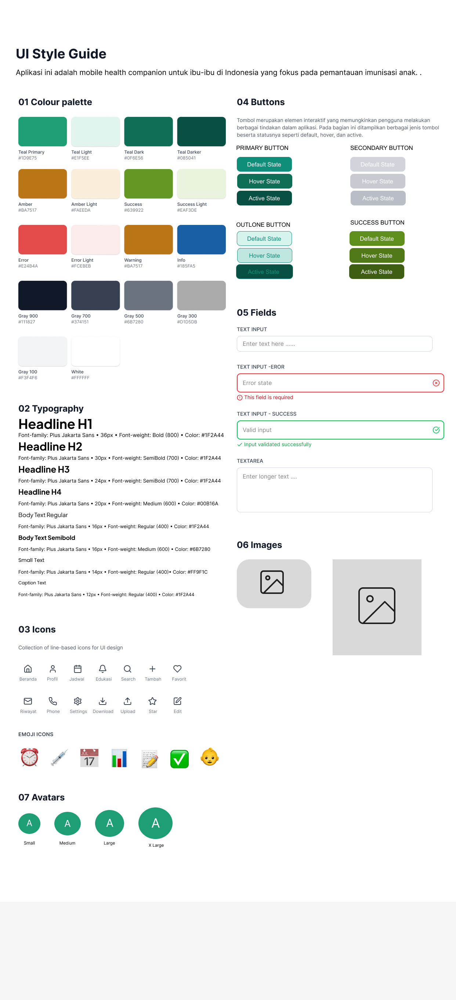 UI Style Guide
Aplikasi ini adalah mobile health companion untuk ibu-ibu di Indonesia yang fokus pada pemantauan imunisasi anak. .
01 Colour palette
Teal Primary
#1D9E75
Teal Light
#E1F5EE
Teal Dark
#0F6E56
Teal Darker
#085041
Amber
#BA7517
Amber Light
#FAEEDA
Success
#639922
Success Light
#EAF3DE
Error
#E24B4A
Error Light
#FCEBEB
Warning
#BA7517
Info
#185FA5
Gray 900
#111827
Gray 700
#374151
Gray 500
#6B7280
Gray 300
#D1D5DB
Gray 100
#F3F4F6
White
#FFFFFF
02 Typography
Headline H1
Font-family: Plus Jakarta Sans • 36px • Font-weight: Bold (800) • Color: #1F2A44
Headline H2
Font-family: Plus Jakarta Sans • 30px • Font-weight: SemiBold (700) • Color: #1F2A44
Headline H3
Font-family: Plus Jakarta Sans • 24px • Font-weight: SemiBold (700) • Color: #1F2A44
Headline H4
Font-family: Plus Jakarta Sans • 20px • Font-weight: Medium (600) • Color: #00B16A
Body Text Regular
Font-family: Plus Jakarta Sans • 16px • Font-weight: Regular (400) • Color: #1F2A44
Body Text Semibold
Font-family: Plus Jakarta Sans • 16px • Font-weight: Medium (600) • Color: #6B7280
Small Text
Font-family: Plus Jakarta Sans • 14px • Font-weight: Regular (400)• Color: #FF9F1C
Caption Text
Font-family: Plus Jakarta Sans • 12px • Font-weight: Regular (400) • Color: #1F2A44
03 Icons
Collection of line-based icons for UI design
Beranda
Profil
Jadwal
Edukasi
Search
Tambah
Favorit
Riwayat
Phone
Settings
Download
Upload
Star
Edit
EMOJI ICONS
JUL
17
07 Avatars
A
A
A
A
Small
Medium
Large
X Large
04 Buttons
Tombol merupakan elemen interaktif yang memungkinkan pengguna melakukan
berbagai tindakan dalam aplikasi. Pada bagian ini ditampilkan berbagai jenis tombol
beserta statusnya seperti default, hover, dan active.
PRIMARY BUTTON
Default State
Hover State
Active State
SECONDARY BUTTON
Default State
Hover State
Active State
OUTLONE BUTTON
Default State
Hover State
Active State
SUCCESS BUTTON
Default State
Hover State
Active State
05 Fields
TEXT INPUT
Enter text here ......
TEXT INPUT -EROR
Error state
This field is required
TEXT INPUT - SUCCESS
Valid input
Input validated successfully
TEXTAREA
Enter longer text ....
06 Images